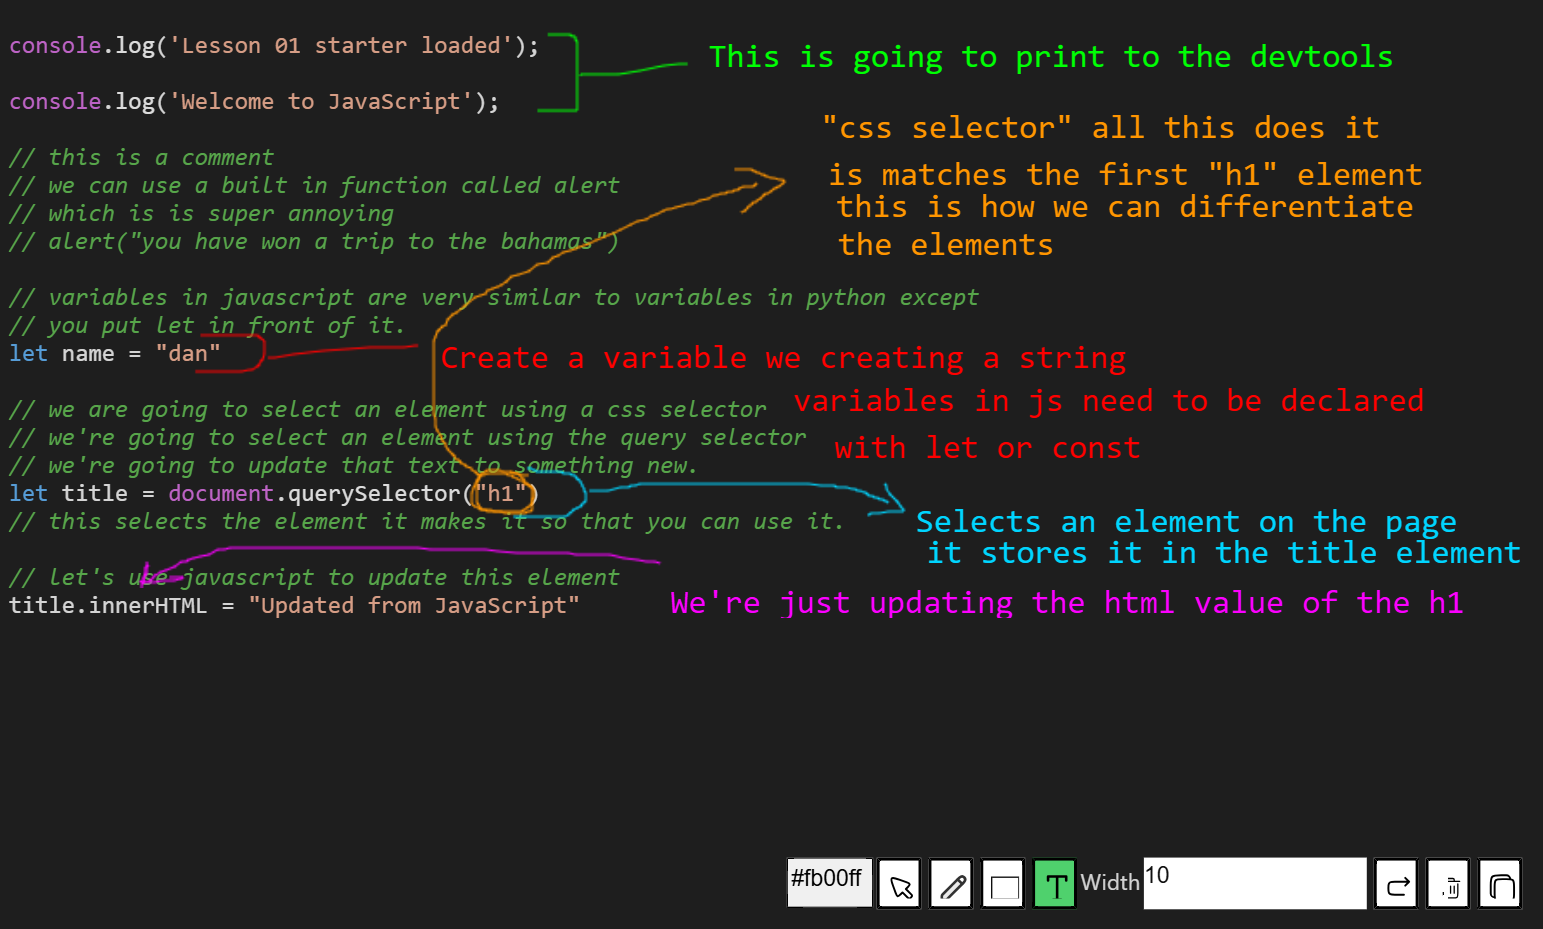 console.log('Lesson 01 starter loaded');
This is going to print to the devtools
console.log('Welcome to JavaScript');
"css selector" all this does it
is matches the first "h1" element
this is how we can differentiate
the elements
// this is a comment
// we can use a built in function called alert
// which is is super annoying
// alert("you have won a trip to the bahamas")
// variables in javascript are very similar to variables in python except
// you put let in front of it.
let name = "dan"
Create a variable we creating a string
variables in js need to be declared
with let or const
// we are going to select an element using a css selector
// we're going to select an element using the query selector
// we're going to update that text to something new.
let title = document.querySelector("h1")
// this selects the element it makes it so that you can use it.
Selects an element on the page
it stores it in the title element
// let's use javascript to update this element
title.innerHTML = "Updated from JavaScript"
We're just updating the html value of the h1
#fb00ff
T
Width
10